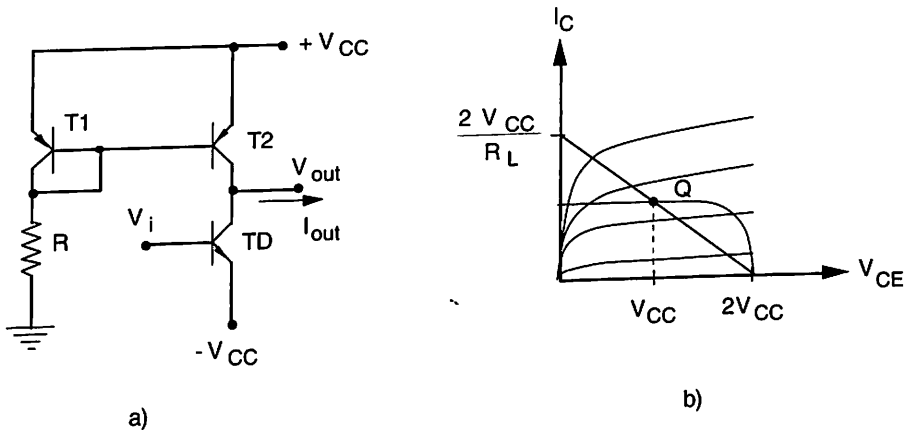 + V CC
T1
T2
V out
I out
V i
TD
R
- V CC
a)
I C
2 V CC
R L
Q
V CE
V CC
2V CC
b)